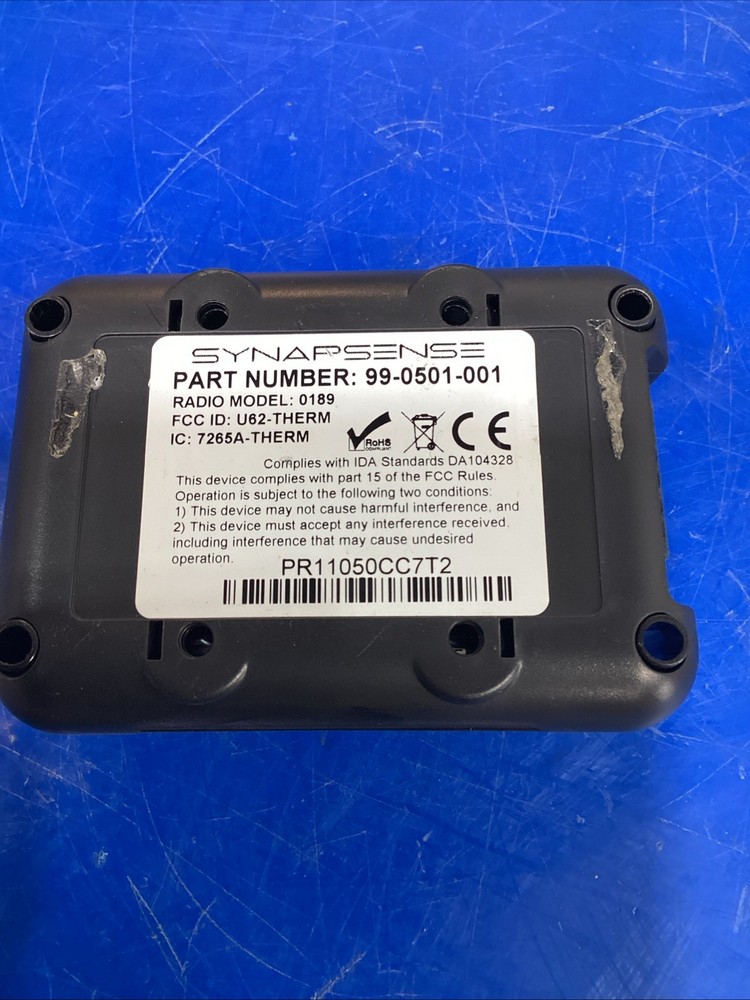 SYNAPSENSE
PART NUMBER: 99-0501-001
RADIO MODEL: 0189
FCC ID: U62-THERM
IC: 7265A-THERM
RoHS
COMPLIANT
CE
Complies with IDA Standards DA104328
This device complies with part 15 of the FCC Rules.
Operation is subject to the following two conditions:
1) This device may not cause harmful interference, and
2) This device must accept any interference received,
including interference that may cause undesired
operation.
PR11050CC7T2